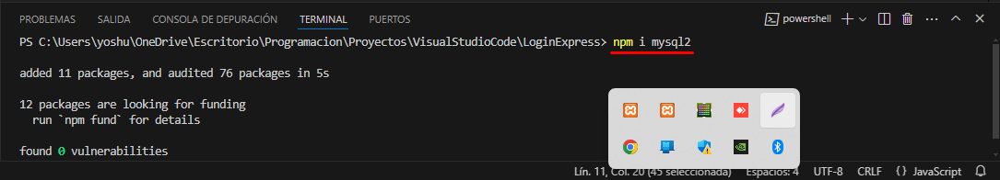 PROBLEMAS SALIDA CONSOLA DE DEPURACIÓN TERMINAL PUERTOS powershell
PS C:\Users\yoshu\OneDrive\Escritorio\Programacion\Proyectos\VisualStudioCode\LoginExpress> npm i mysql2
added 11 packages, and audited 76 packages in 5s
12 packages are looking for funding
run `npm fund` for details
found 0 vulnerabilities
Lín. 11, Col. 20 (45 seleccionada) Espacios: 4 UTF-8 CRLF {} JavaScript